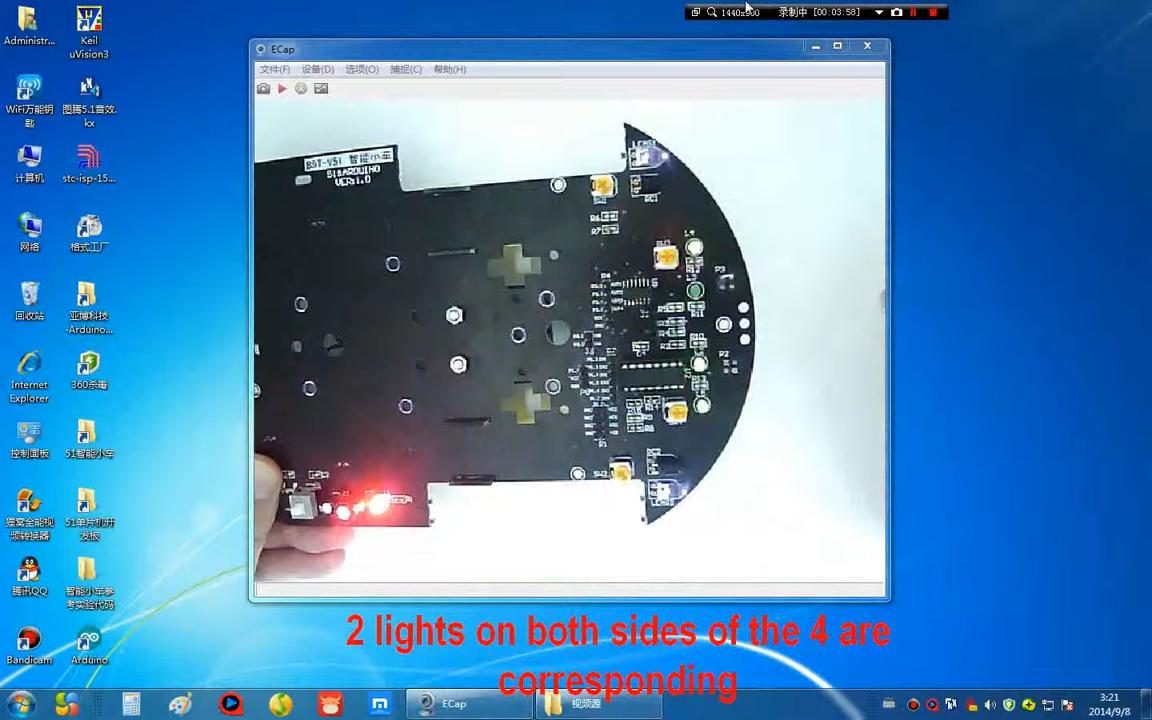 1440x900
录制中 [00:03:58]
Administr...
Keil
uVision3
WiFi万能钥
匙
图腾5.1音效.
kx
计算机
stc-isp-15...
网络
格式工厂
回收站
亚博科技
-Arduino...
Internet
Explorer
360杀毒
控制面板
51智能小车
狸窝全能视
频转换器
51单片机开
发板
腾讯QQ
智能小车参
考实验代码
Bandicam
Arduino
ECap
文件(F)
设备(D)
选项(O)
捕捉(C)
帮助(H)
BST-V51 智能小车
51&ARDUINO
VER:1.0
R6
R7
P3
P2
R11
2 lights on both sides of the 4 are
corresponding
ECap
视频源
3:21
2014/9/8